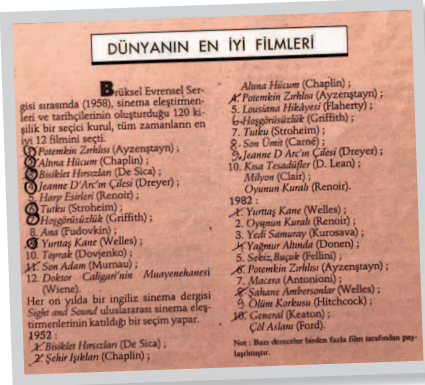 DÜNYANIN EN İYİ FİLMLERİ
Brüksel Evrensel Ser-
gisi sırasında (1958), sinema eleştirmen-
leri ve tarihçilerinin oluşturduğu 120 ki-
şilik bir seçici kurul, tüm zamanların en
iyi 12 filmini seçti.
Potemkin Zırhlısı (Ayzenştayn) ;
Altına Hücum (Chaplin) ;
Bisiklet Hırsızları (De Sica) ;
Jeanne D'Arc'ın Çilesi (Dreyer) ;
5. Harp Esirleri (Renoir) ;
Tutku (Stroheim) ;
Hoşgörüsüzlük (Griffith) ;
8. Ana (Pudovkin) ;
Yurttaş Kane (Welles) ;
10. Toprak (Dovjenko) ;
11. Son Adam (Murnau) ;
12. Doktor Caligari'nin Muayenehanesi
(Wiene).
Her on yılda bir ingiliz sinema dergisi
Sight and Sound uluslararası sinema eleş-
tirmenlerinin katıldığı bir seçim yapar.
1952 :
1. Bisiklet Hırsızları (De Sica) ;
2. Şehir Işıkları (Chaplin) ;
Altına Hücum (Chaplin) ;
4. Potemkin Zırhlısı (Ayzenştayn) ;
5. Lousiana Hikâyesi (Flaherty) ;
6. Hoşgörüsüzlük (Griffith) ;
7. Tutku (Stroheim) ;
8. Son Ümit (Carné) ;
9. Jeanne D Arc'ın Çilesi (Dreyer) ;
10. Kısa Tesadüfler (D. Lean) ;
Milyon (Clair) ;
Oyunun Kuralı (Renoir).
1982 :
1. Yurttaş Kane (Welles) ;
2. Oyunun Kuralı (Renoir) ;
3. Yedi Samuray (Kurosava) ;
4. Yağmur Altında (Donen) ;
5. Sekiz Buçuk (Fellini) ;
6. Potemkin Zırhlısı (Ayzenştayn) ;
7. Macera (Antonioni) ;
8. Şahane Ambersonlar (Welles) ;
9. Ölüm Korkusu (Hitchcock) ;
10. General (Keaton) ;
Çöl Aslanı (Ford).
Not : Bazı dereceler birden fazla film tarafından pay-
laşılmıştır.